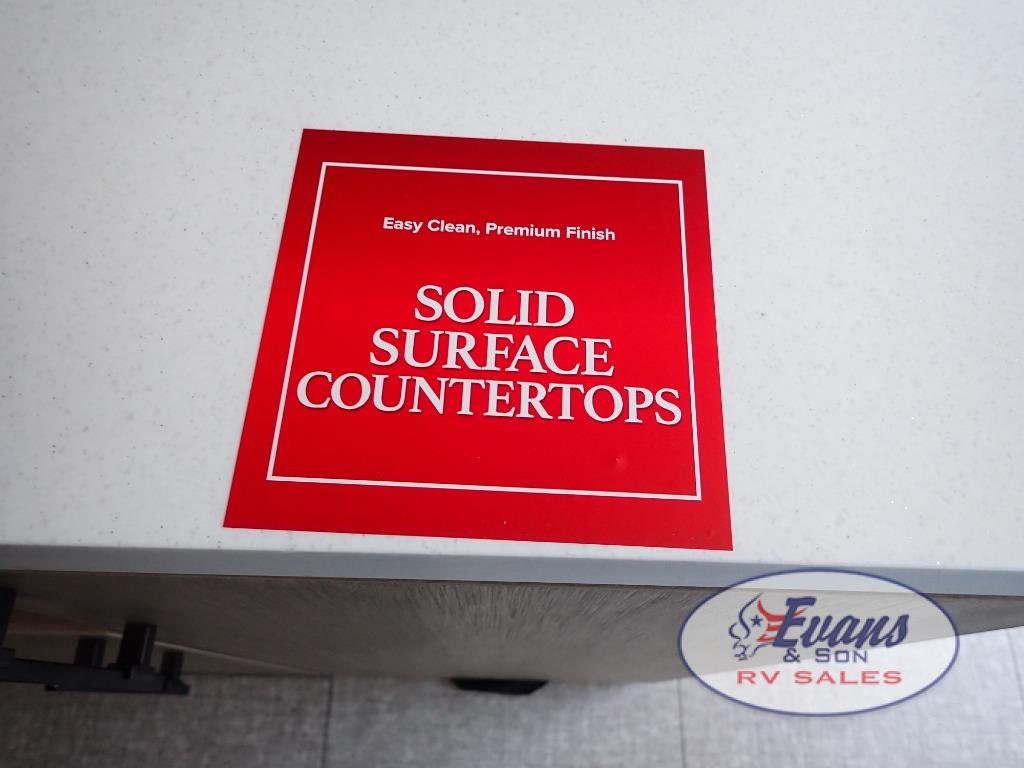 Easy Clean, Premium Finish
SOLID
SURFACE
COUNTERTOPS
Evans
& SON
RV SALES